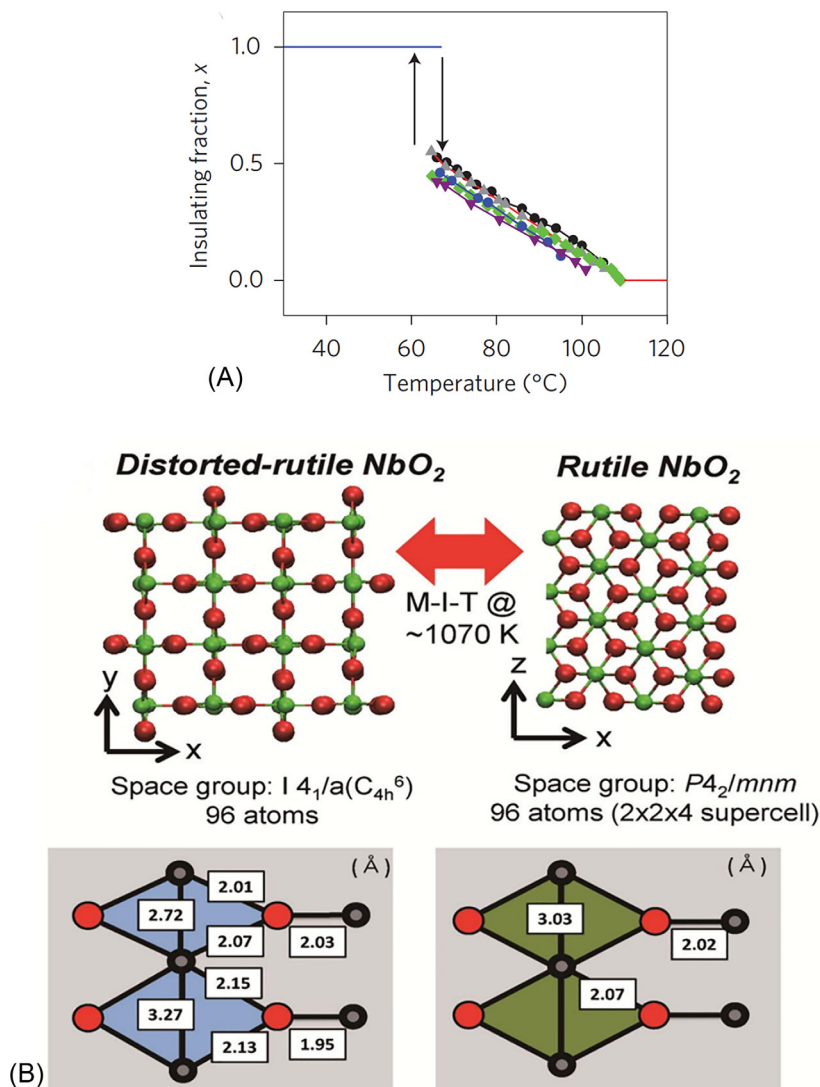 1.0
0.5
0.0
Insulating fraction, x
40 60 80 100 120
Temperature (°C)
(A)
Distorted-rutile NbO₂
Rutile NbO₂
M-I-T @
~1070 K
y
x
z
x
Space group: I 4₁/a(C₄ₕ⁶)
96 atoms
Space group: P4₂/mnm
96 atoms (2x2x4 supercell)
(Å)
2.01
2.72
2.07
2.03
2.15
3.27
2.13
1.95
(Å)
3.03
2.02
2.07
(B)